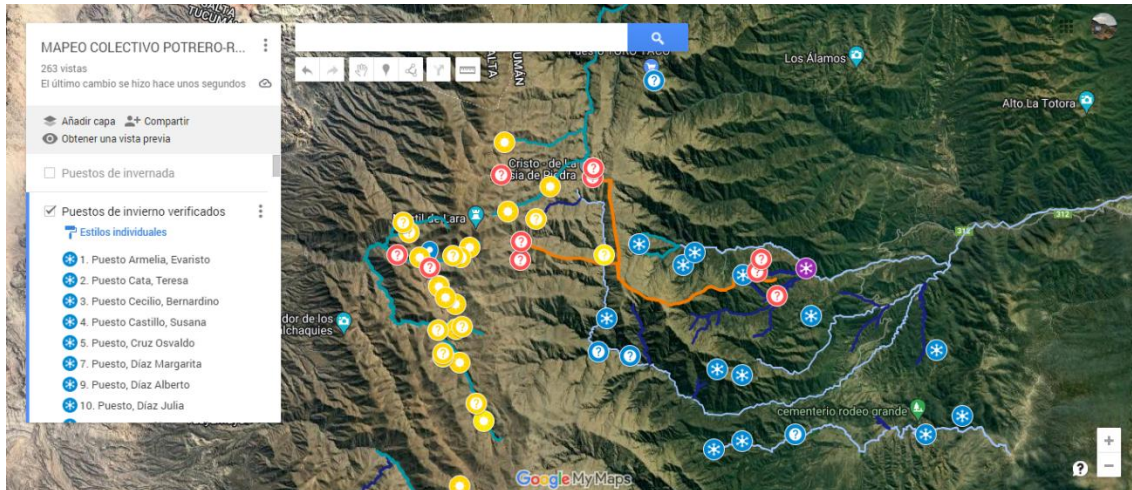 MAPEO COLECTIVO POTRERO-R...
263 vistas
El último cambio se hizo hace unos segundos
Añadir capa
Compartir
Obtener una vista previa
Puestos de invernada
Puestos de invierno verificados
Estilos individuales
1. Puesto Armelia, Evaristo
2. Puesto Cata, Teresa
3. Puesto Cecilio, Bernardino
4. Puesto Castillo, Susana
5. Puesto, Cruz Osvaldo
7. Puesto, Díaz Margarita
9. Puesto, Díaz Alberto
10. Puesto, Díaz Julia
TUCUMÁN
SALTA
TUCUMÁN
Los Álamos
Alto La Totora
Cristo - de La
de Piedra
de Lara
312
312
dor de los
cementerio rodeo grande
Google My Maps